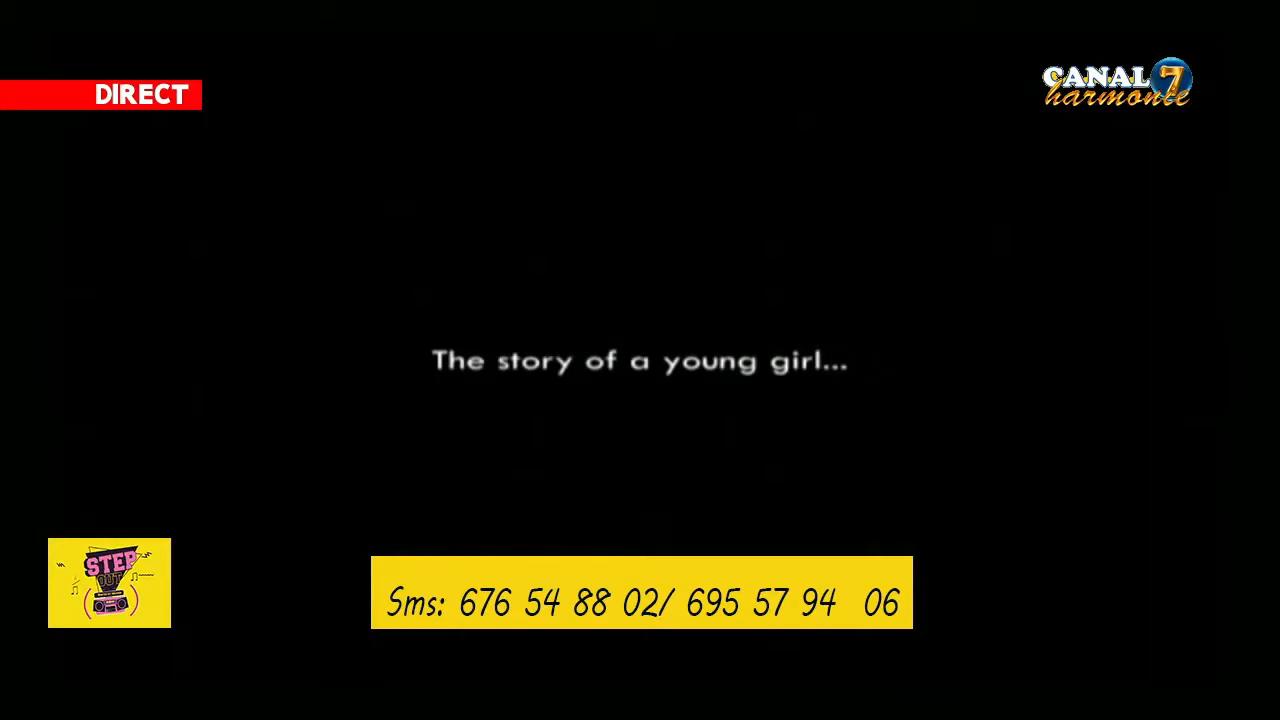 DIRECT
CANAL 7
harmonie
The story of a young girl...
STEP
OUT
Sms: 676 54 88 02/ 695 57 94 06